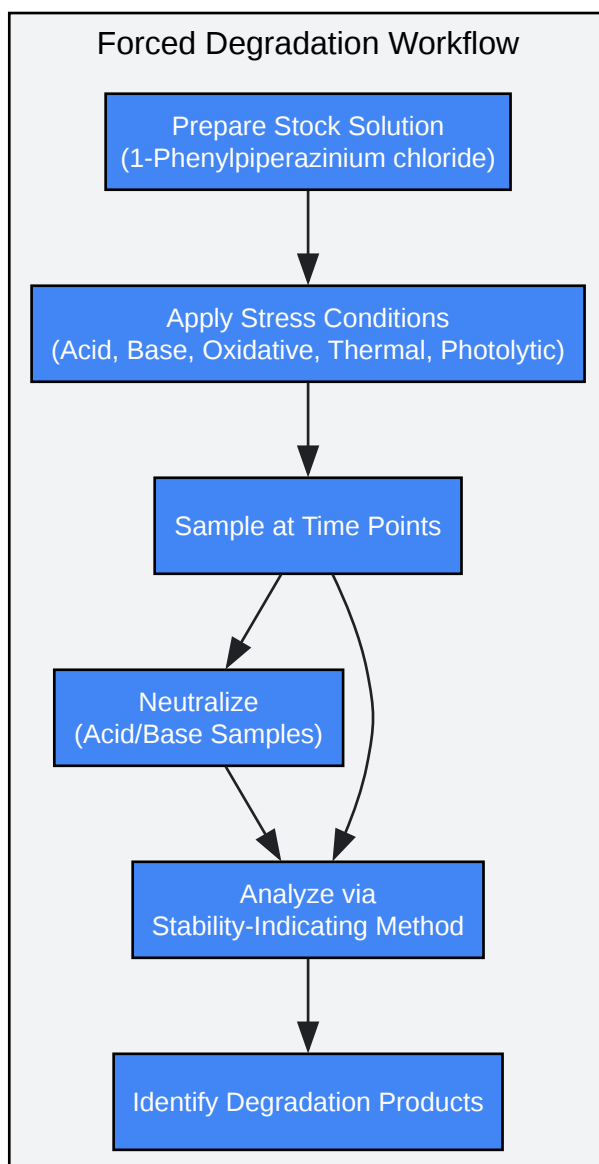 Forced Degradation Workflow
Prepare Stock Solution
(1-Phenylpiperazinium chloride)
Apply Stress Conditions
(Acid, Base, Oxidative, Thermal, Photolytic)
Sample at Time Points
Neutralize
(Acid/Base Samples)
Analyze via
Stability-Indicating Method
Identify Degradation Products